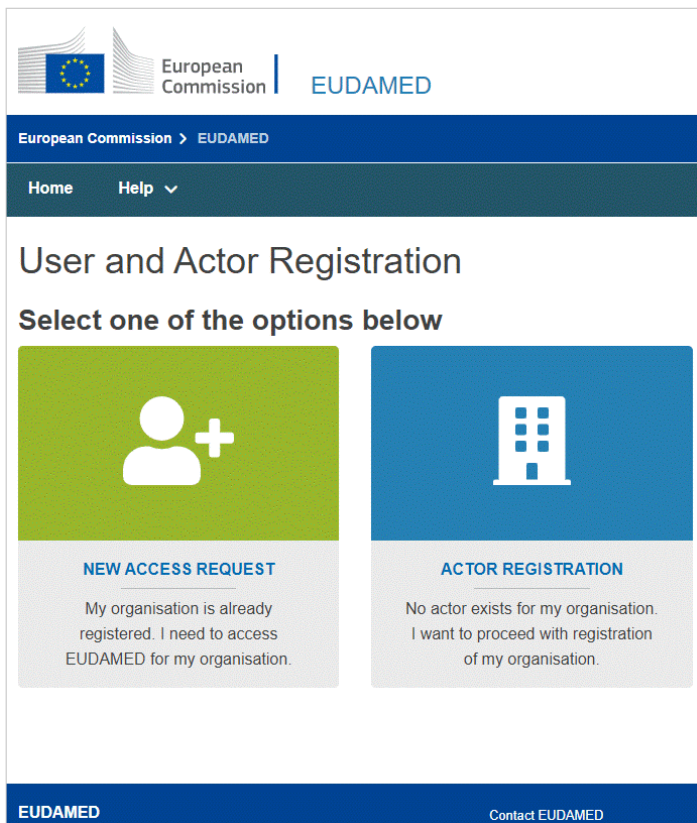 European
Commission
EUDAMED
European Commission > EUDAMED
Home Help
User and Actor Registration
Select one of the options below
NEW ACCESS REQUEST
My organisation is already
registered. I need to access
EUDAMED for my organisation.
ACTOR REGISTRATION
No actor exists for my organisation.
I want to proceed with registration
of my organisation.
EUDAMED
Contact EUDAMED